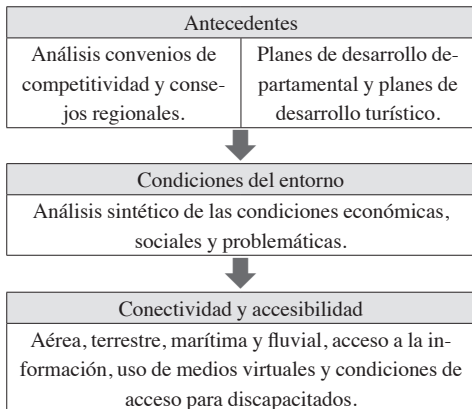 Antecedentes
Análisis convenios de
competitividad y conse-
jos regionales.
Planes de desarrollo de-
partamental y planes de
desarrollo turístico.
Condiciones del entorno
Análisis sintético de las condiciones económicas,
sociales y problemáticas.
Conectividad y accesibilidad
Aérea, terrestre, marítima y fluvial, acceso a la in-
formación, uso de medios virtuales y condiciones de
acceso para discapacitados.